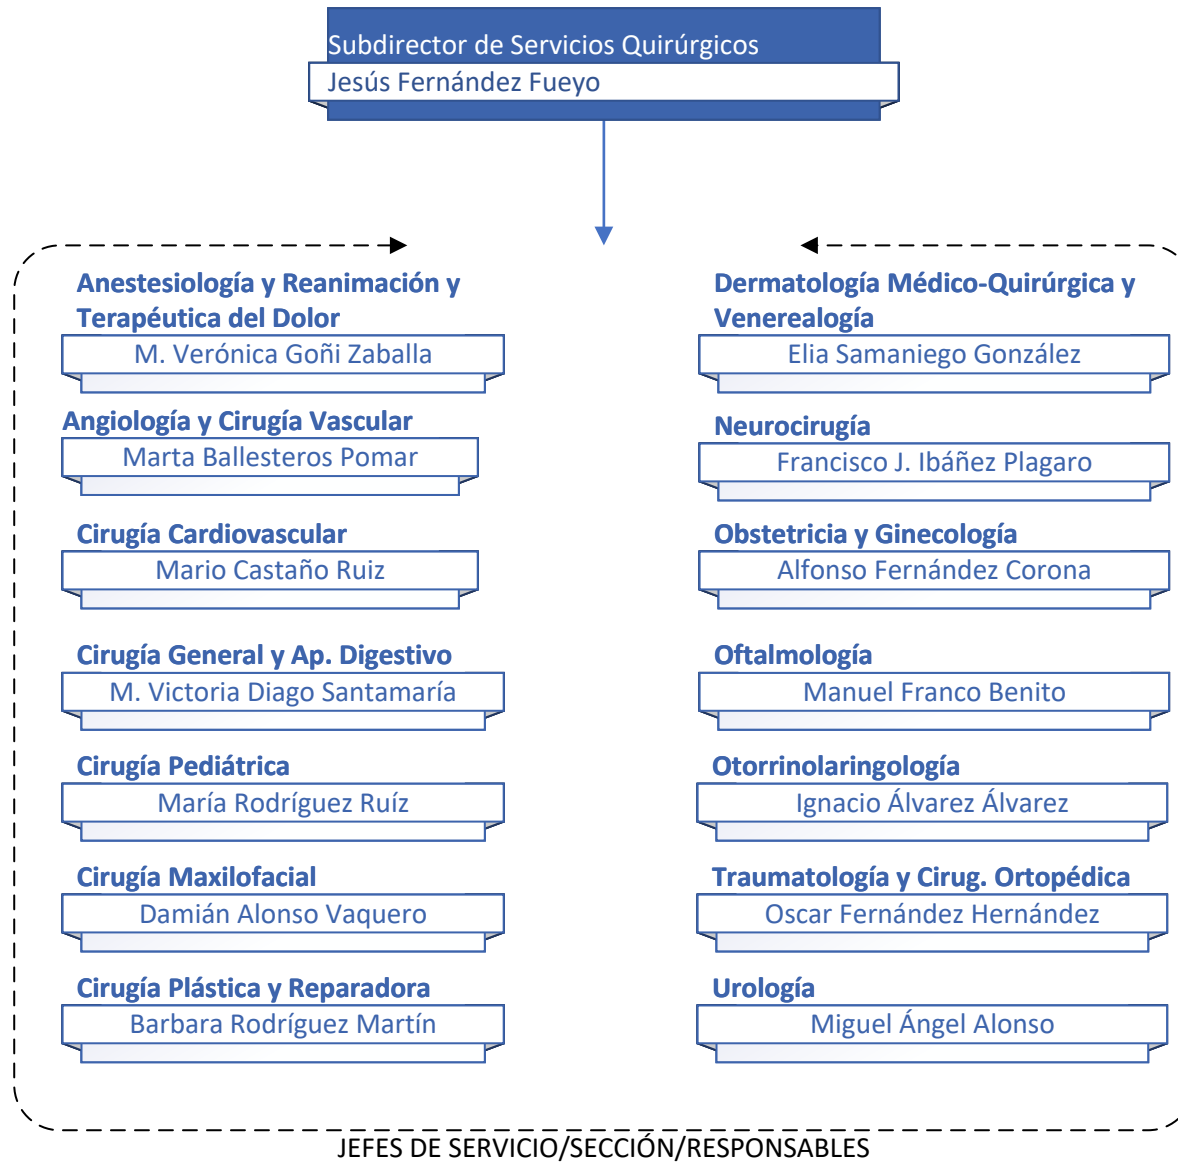 Subdirector de Servicios Quirúrgicos
Jesús Fernández Fueyo
Anestesiología y Reanimación y
Terapéutica del Dolor
M. Verónica Goñi Zaballa
Angiología y Cirugía Vascular
Marta Ballesteros Pomar
Cirugía Cardiovascular
Mario Castaño Ruiz
Cirugía General y Ap. Digestivo
M. Victoria Diago Santamaría
Cirugía Pediátrica
María Rodríguez Ruíz
Cirugía Maxilofacial
Damián Alonso Vaquero
Cirugía Plástica y Reparadora
Barbara Rodríguez Martín
Dermatología Médico-Quirúrgica y
Venerealogía
Elia Samaniego González
Neurocirugía
Francisco J. Ibáñez Plagaro
Obstetricia y Ginecología
Alfonso Fernández Corona
Oftalmología
Manuel Franco Benito
Otorrinolaringología
Ignacio Álvarez Álvarez
Traumatología y Cirug. Ortopédica
Oscar Fernández Hernández
Urología
Miguel Ángel Alonso
JEFES DE SERVICIO/SECCIÓN/RESPONSABLES